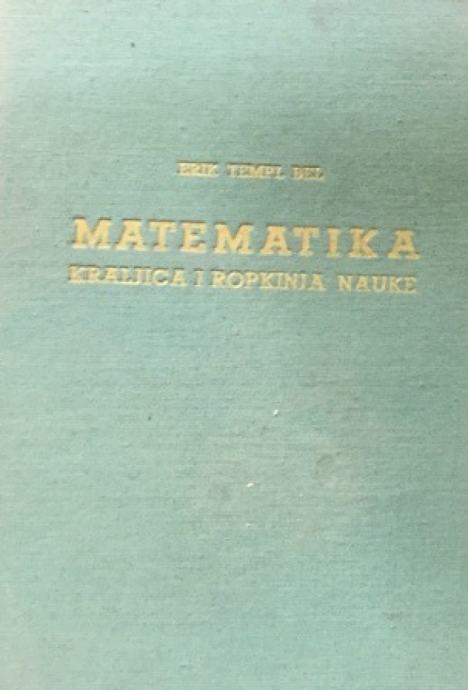 ERIK TEMPL BEL
MATEMATIKA
KRALJICA I ROPKINJA NAUKE